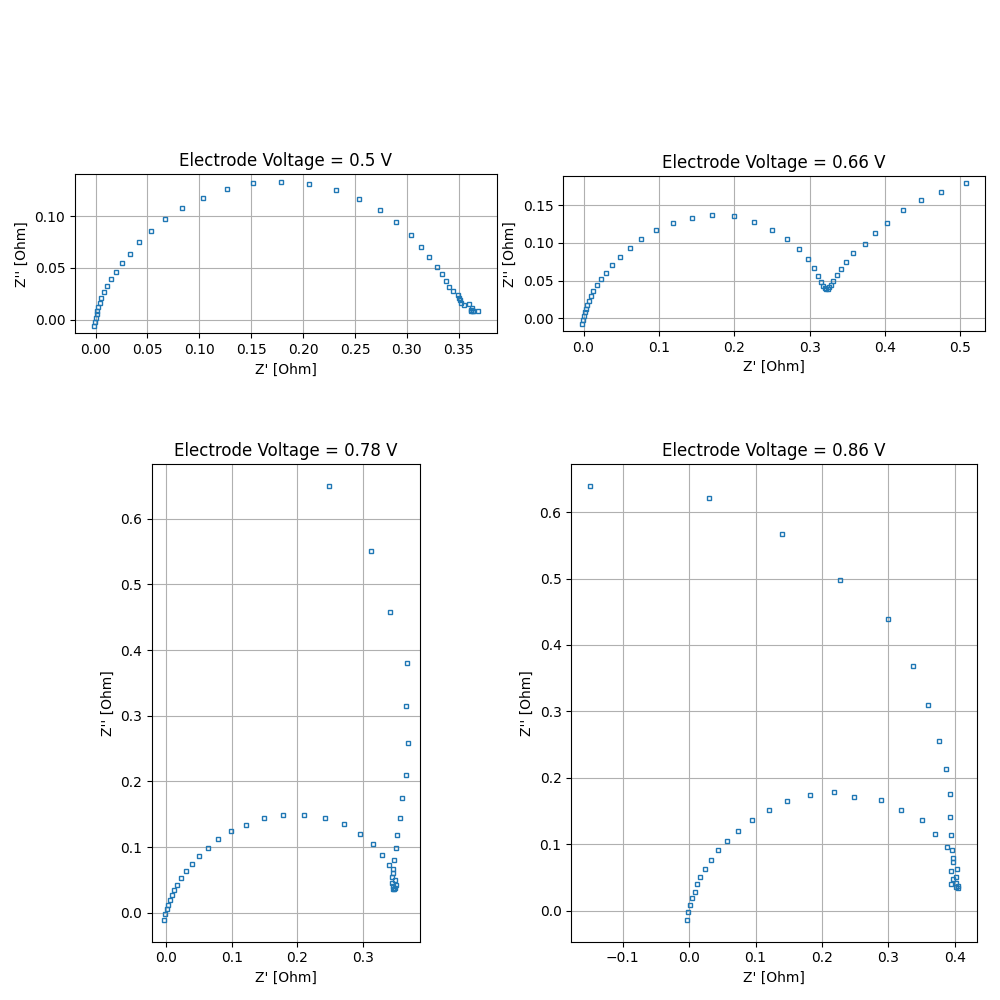 Electrode Voltage = 0.5 V
Z'' [Ohm]
0.10
0.05
0.00
0.00 0.05 0.10 0.15 0.20 0.25 0.30 0.35
Z' [Ohm]
Electrode Voltage = 0.66 V
Z'' [Ohm]
0.15
0.10
0.05
0.00
0.0 0.1 0.2 0.3 0.4 0.5
Z' [Ohm]
Electrode Voltage = 0.78 V
Z'' [Ohm]
0.6
0.5
0.4
0.3
0.2
0.1
0.0
0.0 0.1 0.2 0.3
Z' [Ohm]
Electrode Voltage = 0.86 V
Z'' [Ohm]
0.6
0.5
0.4
0.3
0.2
0.1
0.0
−0.1 0.0 0.1 0.2 0.3 0.4
Z' [Ohm]